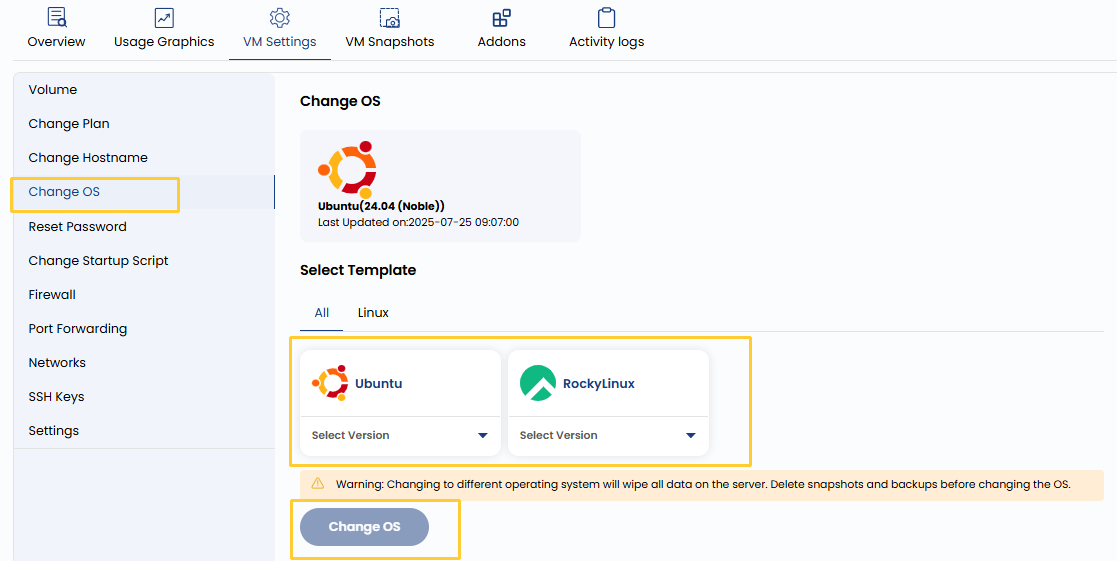 Overview Usage Graphics VM Settings VM Snapshots Addons Activity logs
Volume
Change Plan
Change Hostname
Change OS
Reset Password
Change Startup Script
Firewall
Port Forwarding
Networks
SSH Keys
Settings
Change OS
Ubuntu(24.04 (Noble))
Last Updated on:2025-07-25 09:07:00
Select Template
All Linux
Ubuntu RockyLinux
Select Version Select Version
Warning: Changing to different operating system will wipe all data on the server. Delete snapshots and backups before changing the OS.
Change OS